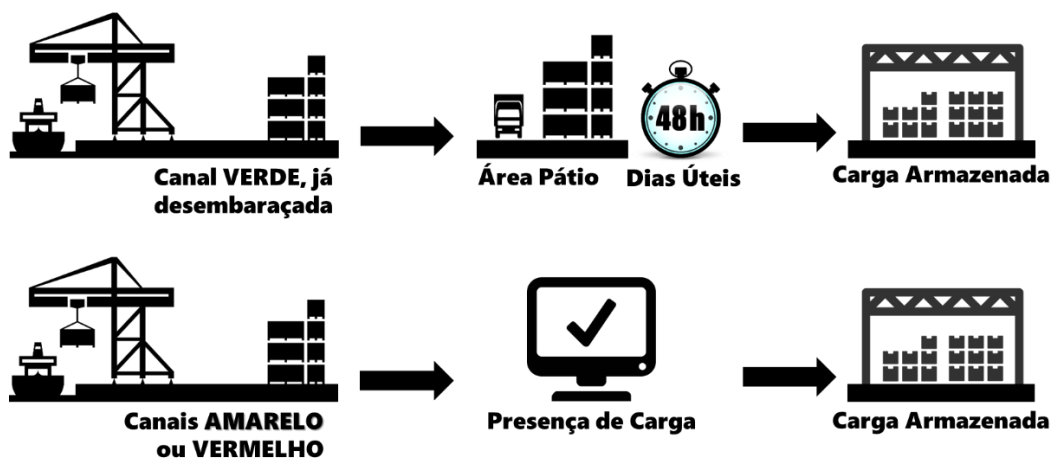 48h
Canal VERDE, já
desembaraçada
Área Pátio
Dias Úteis
Carga Armazenada
Canais AMARELO
ou VERMELHO
Presença de Carga
Carga Armazenada